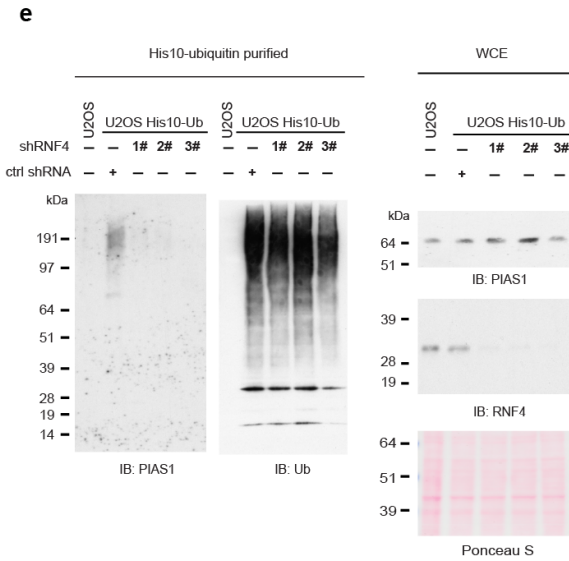 e
His10-ubiquitin purified
WCE
U2OS
U2OS His10-Ub
U2OS
U2OS His10-Ub
U2OS
U2OS His10-Ub
shRNF4 – – 1# 2# 3# – – 1# 2# 3# – – 1# 2# 3#
ctrl shRNA – + – – – – + – – – – + – – –
kDa
191
97
64
51
39
28
19
14
IB: PIAS1
IB: Ub
kDa
64
51
IB: PIAS1
39
28
19
IB: RNF4
64
51
39
Ponceau S